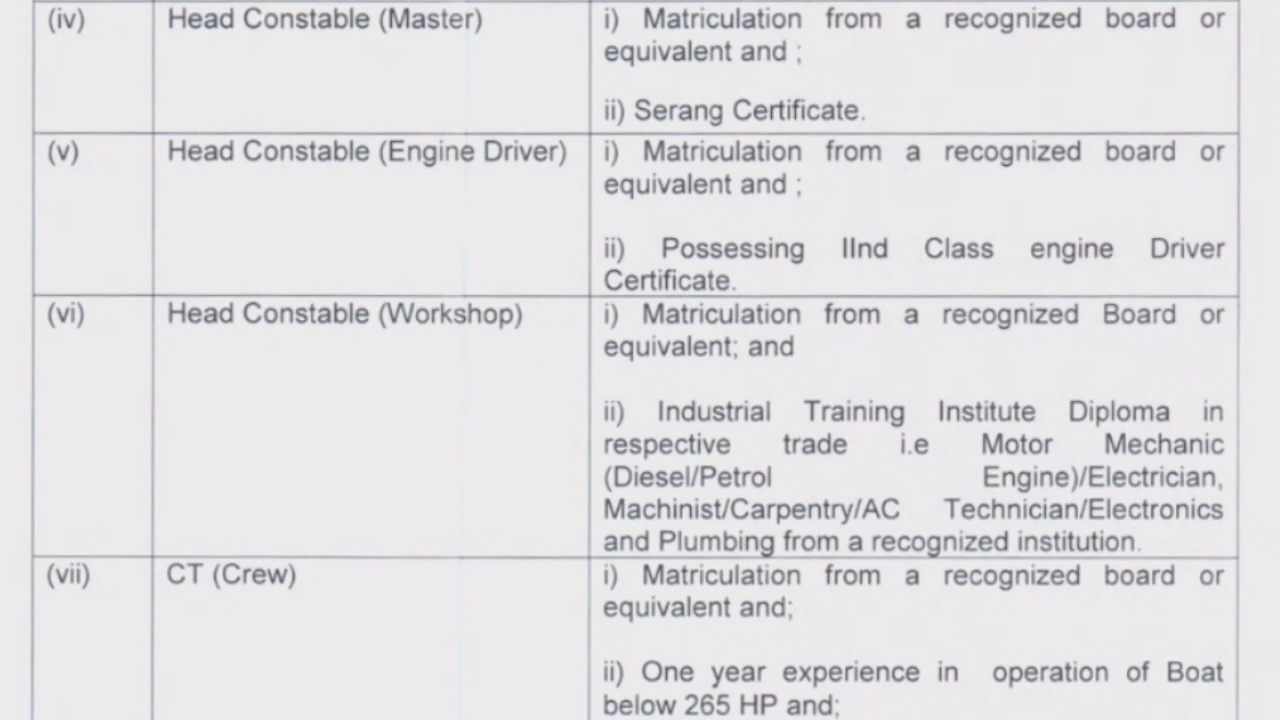 (iv) Head Constable (Master) i) Matriculation from a recognized board or
equivalent and ;
ii) Serang Certificate.
(v) Head Constable (Engine Driver) i) Matriculation from a recognized board or
equivalent and ;
ii) Possessing IInd Class engine Driver
Certificate.
(vi) Head Constable (Workshop) i) Matriculation from a recognized Board or
equivalent; and
ii) Industrial Training Institute Diploma in
respective trade i.e Motor Mechanic
(Diesel/Petrol Engine)/Electrician,
Machinist/Carpentry/AC Technician/Electronics
and Plumbing from a recognized institution.
(vii) CT (Crew) i) Matriculation from a recognized board or
equivalent and;
ii) One year experience in operation of Boat
below 265 HP and;